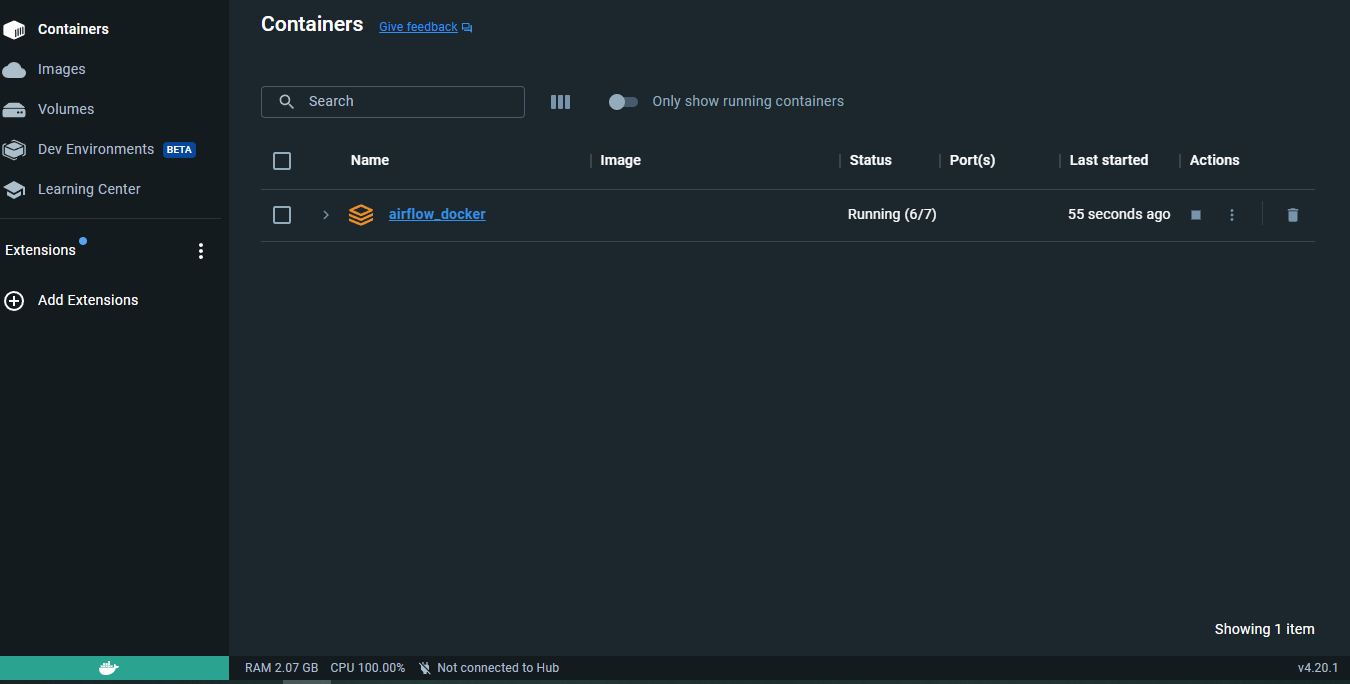 Containers
Images
Volumes
Dev Environments BETA
Learning Center
Extensions
Add Extensions
Containers Give feedback
Search Only show running containers
Name Image Status Port(s) Last started Actions
airflow_docker Running (6/7) 55 seconds ago
Showing 1 item
RAM 2.07 GB CPU 100.00% Not connected to Hub v4.20.1